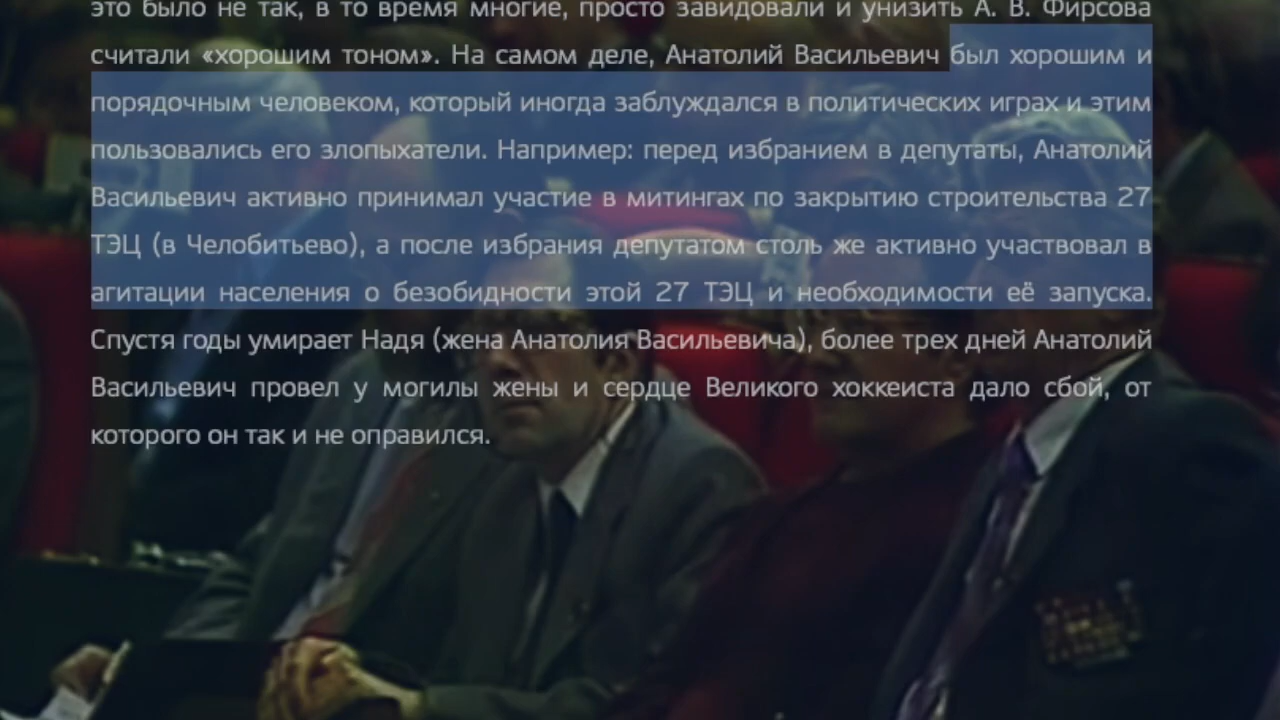 это было не так, в то время многие, просто завидовали и унизить А. В. Фирсова
считали «хорошим тоном». На самом деле, Анатолий Васильевич был хорошим и
порядочным человеком, который иногда заблуждался в политических играх и этим
пользовались его злопыхатели. Например: перед избранием в депутаты, Анатолий
Васильевич активно принимал участие в митингах по закрытию строительства 27
ТЭЦ (в Челобитьево), а после избрания депутатом столь же активно участвовал в
агитации населения о безобидности этой 27 ТЭЦ и необходимости её запуска.
Спустя годы умирает Надя (жена Анатолия Васильевича), более трех дней Анатолий
Васильевич провел у могилы жены и сердце Великого хоккеиста дало сбой, от
которого он так и не оправился.